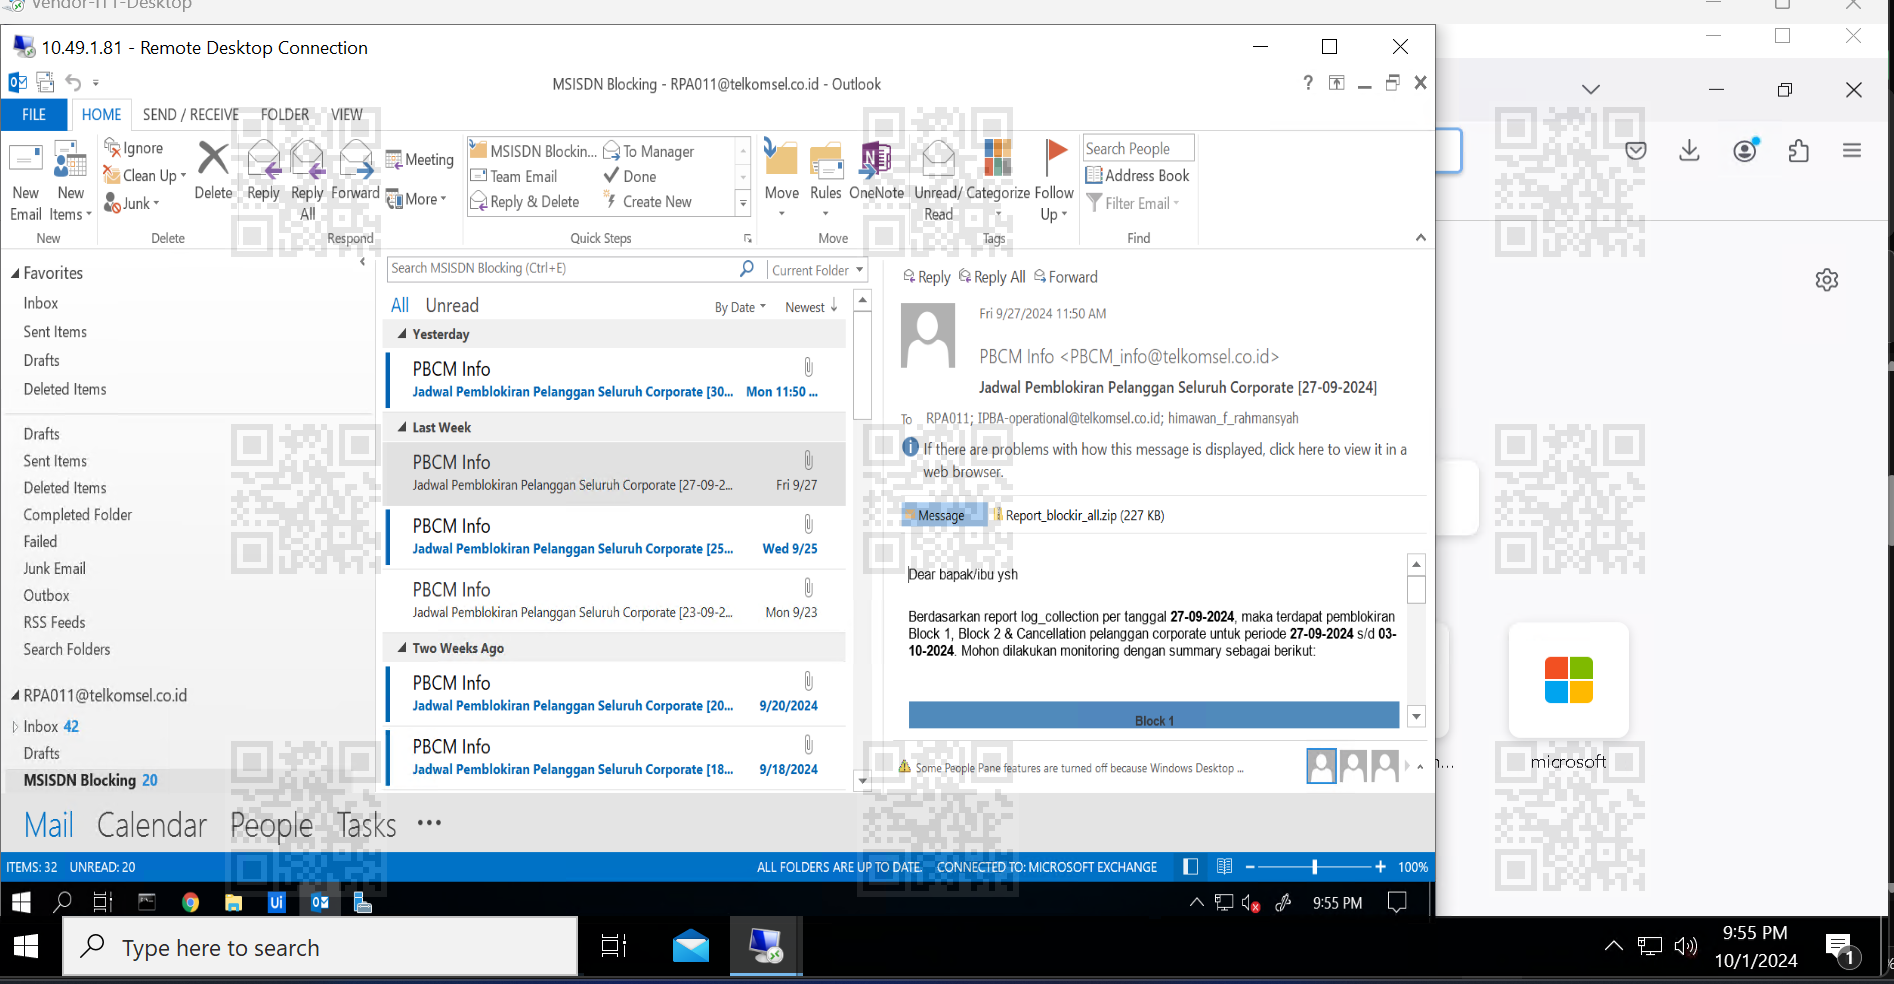 Vendor-ITT-Desktop
10.49.1.81 - Remote Desktop Connection
MSISDN Blocking - RPA011@telkomsel.co.id - Outlook
?
FILE HOME SEND / RECEIVE FOLDER VIEW
New Email
New Items
New
Ignore
Clean Up
Junk
Delete
Delete
Reply
Reply All
Forward
Meeting
More
Respond
MSISDN Blockin...
To Manager
Team Email
Done
Reply & Delete
Create New
Quick Steps
Move
Rules
OneNote
Move
Unread/ Read
Categorize
Follow Up
Tags
Search People
Address Book
Filter Email
Find
Favorites
Inbox
Sent Items
Drafts
Deleted Items
Drafts
Sent Items
Deleted Items
Completed Folder
Failed
Junk Email
Outbox
RSS Feeds
Search Folders
RPA011@telkomsel.co.id
Inbox 42
Drafts
MSISDN Blocking 20
Search MSISDN Blocking (Ctrl+E)
Current Folder
All Unread
By Date Newest
Yesterday
PBCM Info
Jadwal Pemblokiran Pelanggan Seluruh Corporate [30... Mon 11:50 ...
Last Week
PBCM Info
Jadwal Pemblokiran Pelanggan Seluruh Corporate [27-09-2... Fri 9/27
PBCM Info
Jadwal Pemblokiran Pelanggan Seluruh Corporate [25... Wed 9/25
PBCM Info
Jadwal Pemblokiran Pelanggan Seluruh Corporate [23-09-2... Mon 9/23
Two Weeks Ago
PBCM Info
Jadwal Pemblokiran Pelanggan Seluruh Corporate [20... 9/20/2024
PBCM Info
Jadwal Pemblokiran Pelanggan Seluruh Corporate [18... 9/18/2024
Reply Reply All Forward
Fri 9/27/2024 11:50 AM
PBCM Info <PBCM_info@telkomsel.co.id>
Jadwal Pemblokiran Pelanggan Seluruh Corporate [27-09-2024]
To RPA011; IPBA-operational@telkomsel.co.id; himawan_f_rahmansyah
If there are problems with how this message is displayed, click here to view it in a
web browser.
Message Report_blockir_all.zip (227 KB)
Dear bapak/ibu ysh
Berdasarkan report log_collection per tanggal 27-09-2024, maka terdapat pemblokiran
Block 1, Block 2 & Cancellation pelanggan corporate untuk periode 27-09-2024 s/d 03-
10-2024. Mohon dilakukan monitoring dengan summary sebagai berikut:
Block 1
Some People Pane features are turned off because Windows Desktop ...
n...
microsoft
Mail Calendar People Tasks •••
ITEMS: 32 UNREAD: 20
ALL FOLDERS ARE UP TO DATE. CONNECTED TO: MICROSOFT EXCHANGE
100%
Ui
9:55 PM
Type here to search
9:55 PM
10/1/2024
1